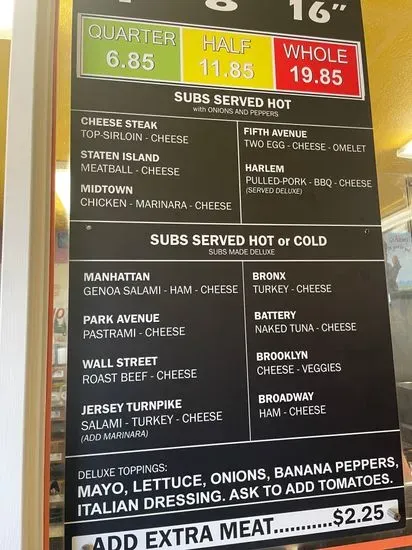 8 16"
QUARTER HALF WHOLE
6.85 11.85 19.85
SUBS SERVED HOT
with ONIONS AND PEPPERS
CHEESE STEAK
TOP-SIRLOIN - CHEESE
STATEN ISLAND
MEATBALL - CHEESE
MIDTOWN
CHICKEN - MARINARA - CHEESE
FIFTH AVENUE
TWO EGG - CHEESE - OMELET
HARLEM
PULLED-PORK - BBQ - CHEESE
(SERVED DELUXE)
SUBS SERVED HOT or COLD
SUBS MADE DELUXE
MANHATTAN
GENOA SALAMI - HAM - CHEESE
PARK AVENUE
PASTRAMI - CHEESE
WALL STREET
ROAST BEEF - CHEESE
JERSEY TURNPIKE
SALAMI - TURKEY - CHEESE
(ADD MARINARA)
BRONX
TURKEY - CHEESE
BATTERY
NAKED TUNA - CHEESE
BROOKLYN
CHEESE - VEGGIES
BROADWAY
HAM - CHEESE
DELUXE TOPPINGS:
MAYO, LETTUCE, ONIONS, BANANA PEPPERS,
ITALIAN DRESSING. ASK TO ADD TOMATOES.
ADD EXTRA MEAT...........$2.25